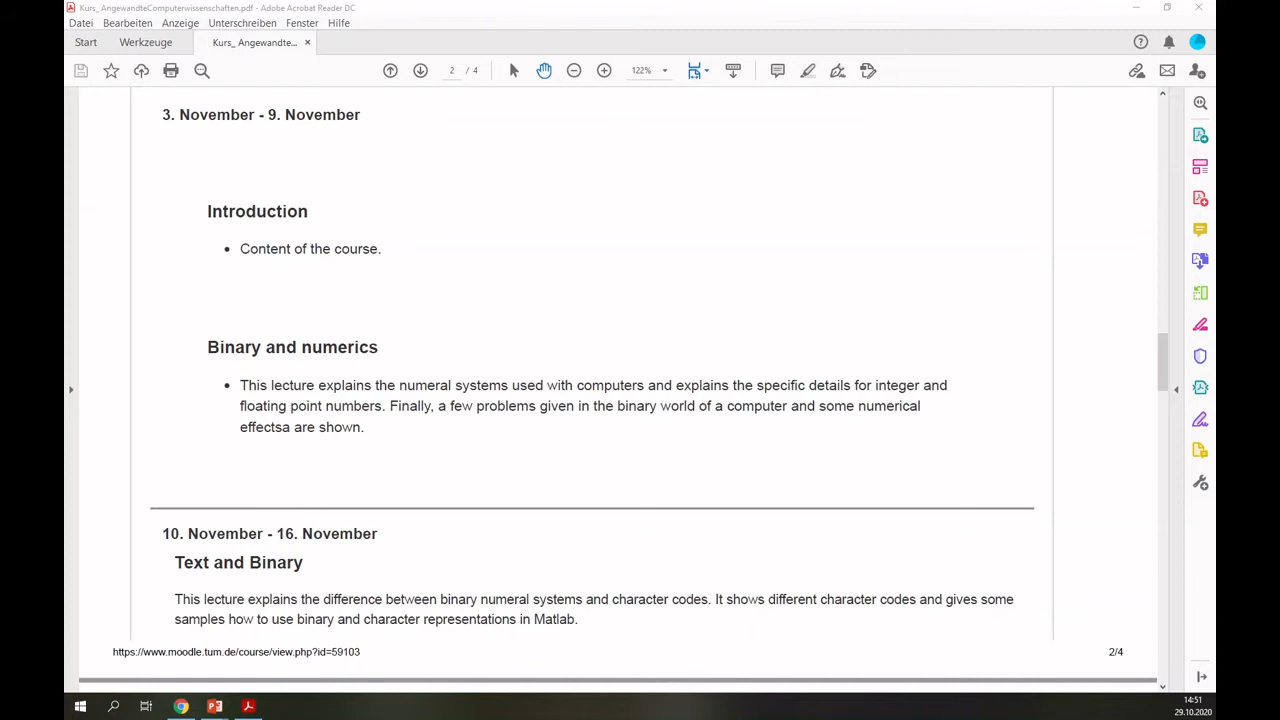 Kurs_ AngewandteComputerwissenschaften.pdf - Adobe Acrobat Reader DC
Datei Bearbeiten Anzeige Unterschreiben Fenster Hilfe
Start Werkzeuge Kurs_ Angewandte... ×
2 / 4 122%
3. November - 9. November
Introduction
• Content of the course.
Binary and numerics
• This lecture explains the numeral systems used with computers and explains the specific details for integer and
floating point numbers. Finally, a few problems given in the binary world of a computer and some numerical
effectsa are shown.
10. November - 16. November
Text and Binary
This lecture explains the difference between binary numeral systems and character codes. It shows different character codes and gives some
samples how to use binary and character representations in Matlab.
https://www.moodle.tum.de/course/view.php?id=59103 2/4
14:51
29.10.2020